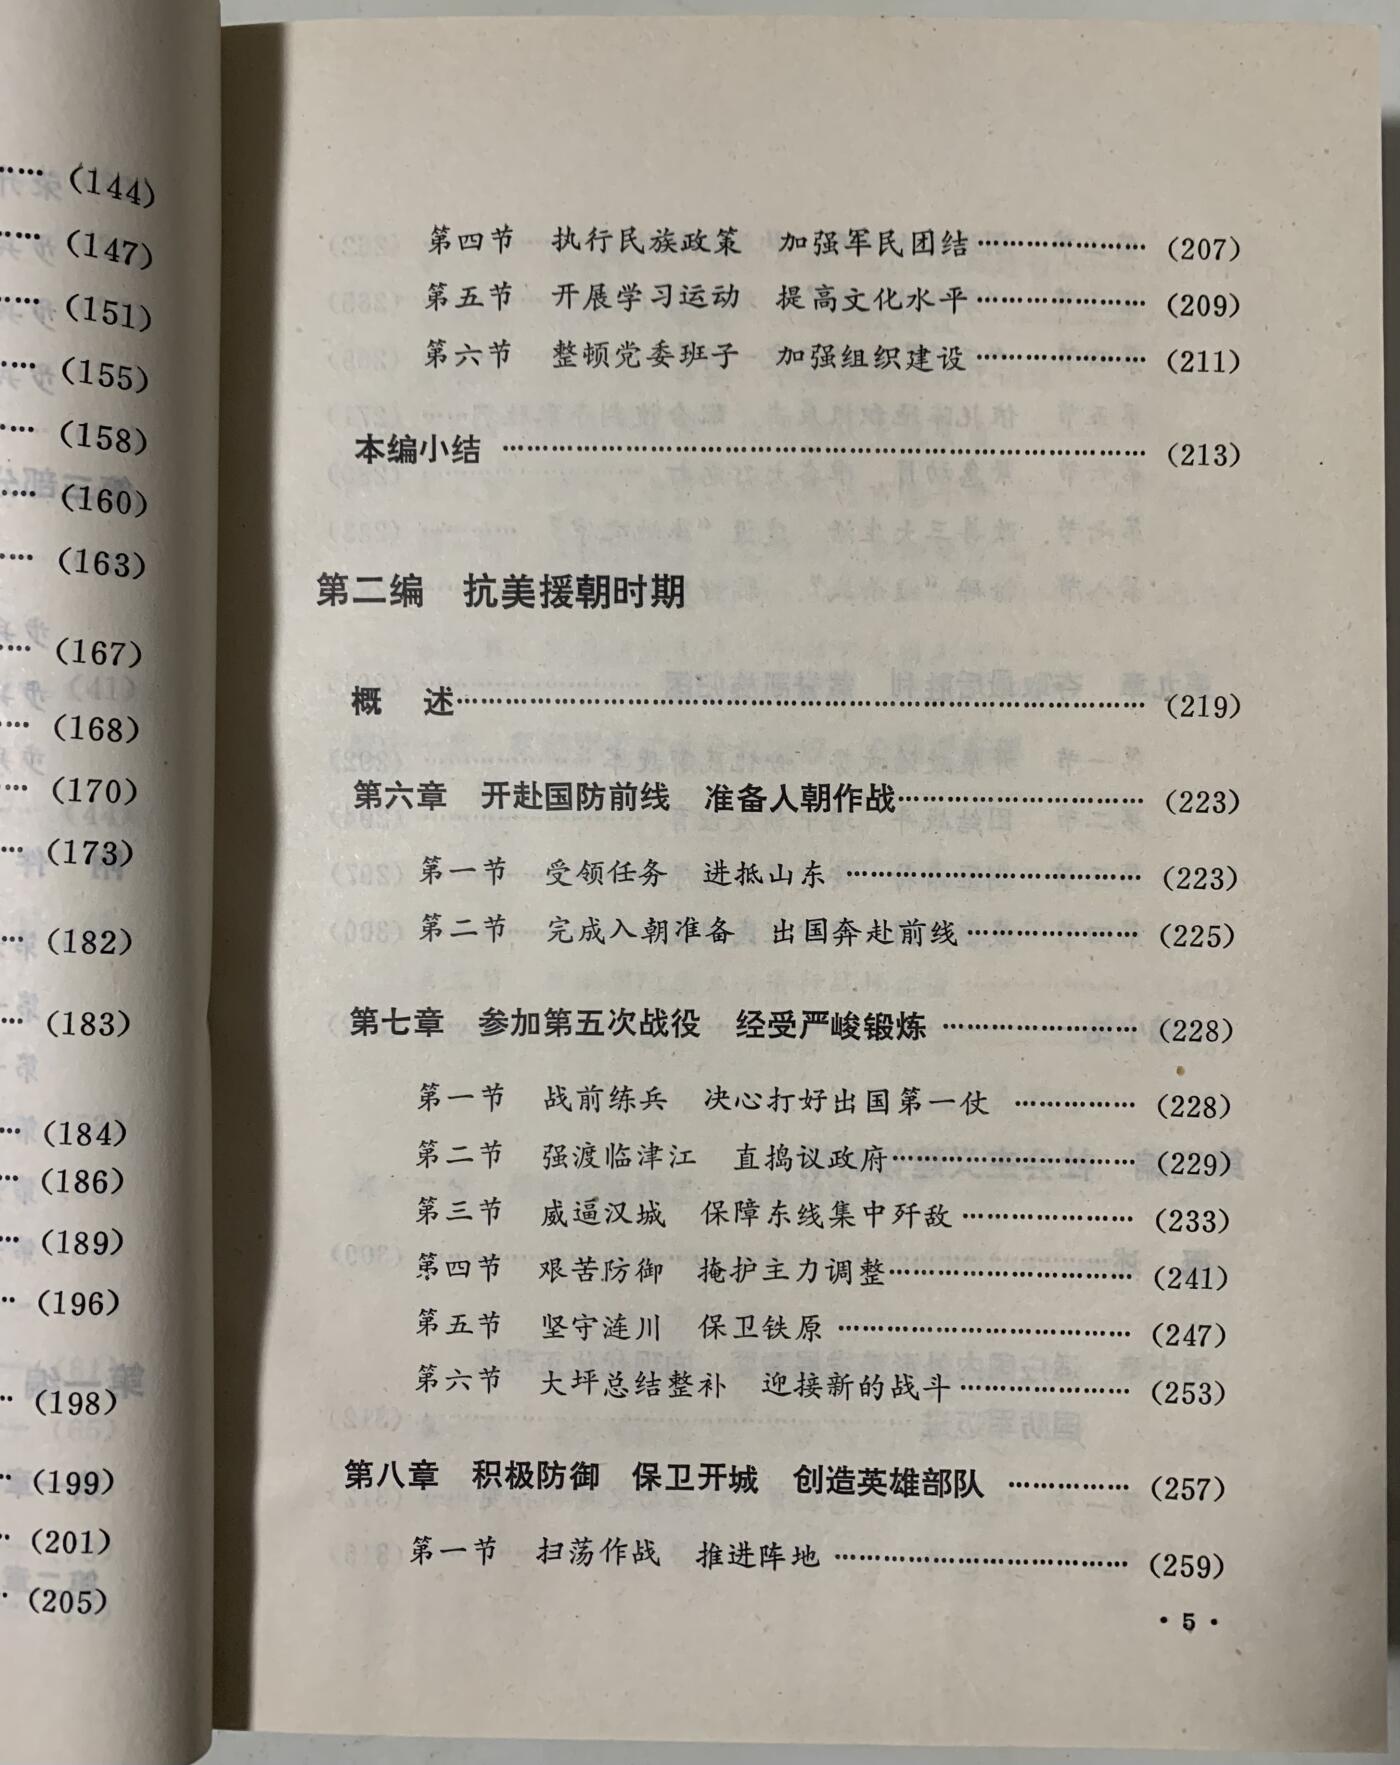 …… (144)
…… (147)
…… (151)
…… (155)
…… (158)
…… (160)
…… (163)
…… (167)
…… (168)
…… (170)
…… (173)
…… (182)
…… (183)
…… (184)
…… (186)
…… (189)
…… (196)
…… (198)
…… (199)
…… (201)
…… (205)
第四节 执行民族政策 加强军民团结………………… (207)
第五节 开展学习运动 提高文化水平………………… (209)
第六节 整顿党委班子 加强组织建设………………… (211)
本编小结 ……………………………………………………………… (213)
第二编 抗美援朝时期
概 述……………………………………………………………… (219)
第六章 开赴国防前线 准备入朝作战………………………… (223)
第一节 受领任务 进抵山东 ……………………………… (223)
第二节 完成入朝准备 出国奔赴前线………………… (225)
第七章 参加第五次战役 经受严峻锻炼 …………………… (228)
第一节 战前练兵 决心打好出国第一仗 …………… (228)
第二节 强渡临津江 直捣议政府………………………… (229)
第三节 威逼汉城 保障东线集中歼敌………………… (233)
第四节 艰苦防御 掩护主力调整………………………… (241)
第五节 坚守涟川 保卫铁原 ……………………………… (247)
第六节 大坪总结整补 迎接新的战斗………………… (253)
第八章 积极防御 保卫开城 创造英雄部队 …………… (257)
第一节 扫荡作战 推进阵地 ……………………………… (259)
· 5 ·